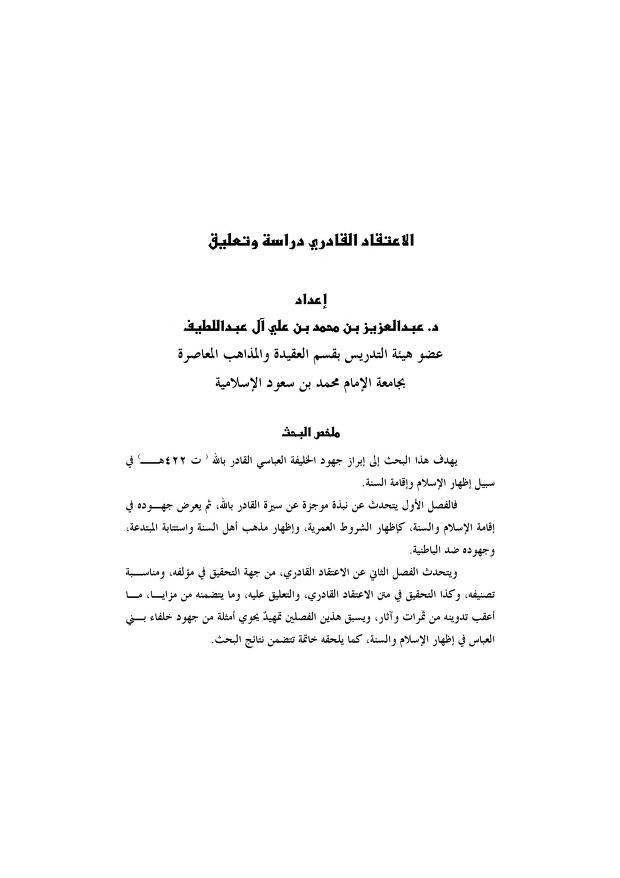 الاعتقاد القادري دراسة وتعليق
إعداد
د. عبدالعزيز بن محمد بن علي آل عبداللطيف
عضو هيئة التدريس بقسم العقيدة والمذاهب المعاصرة
بجامعة الإمام محمد بن سعود الإسلامية
ملخص البحث
يهدف هذا البحث إلى إبراز جهود الخليفة العباسي القادر بالله ( ت ٤٢٢هـ ) في
سبيل إظهار الإسلام وإقامة السنة.
فالفصل الأول يتحدث عن نبذة موجزة عن سيرة القادر بالله، ثم يعرض جهوده في
إقامة الإسلام والسنة، كإظهار الشروط العمرية، وإظهار مذهب أهل السنة واستتابة المبتدعة،
وجهوده ضد الباطنية.
ويتحدث الفصل الثاني عن الاعتقاد القادري، من جهة التحقيق في مؤلفه، ومناسبة
تصنيفه، وكذا التحقيق في متن الاعتقاد القادري، والتعليق عليه، وما يتضمنه من مزايا، مـا
أعقب تدوينه من ثمرات وآثار، ويسبق هذين الفصلين تمهيدٌ يحوي أمثلة من جهود خلفاء بني
العباس في إظهار الإسلام والسنة، كما يلحقه خاتمة تتضمن نتائج البحث.